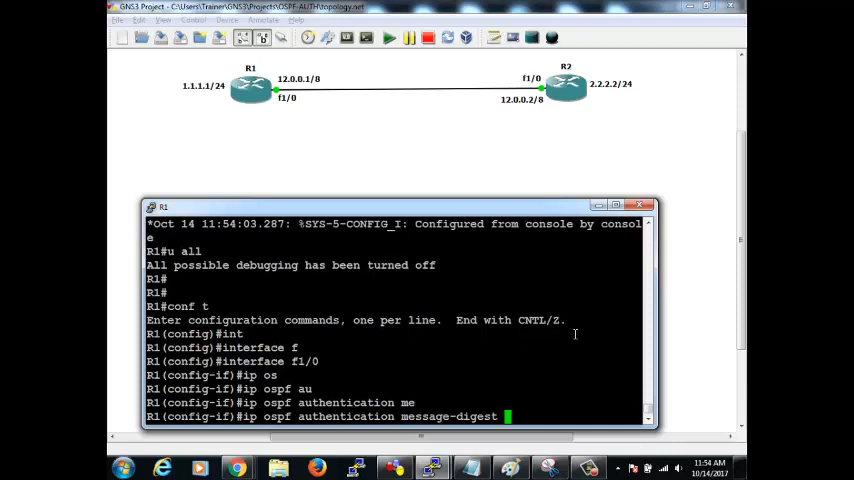 GNS3 Project - C:\Users\Trainer\GNS3\Projects\OSPF-AUTH\topology.net
File Edit View Control Device Annotate Help
R1
R2
12.0.0.1/8
f1/0
1.1.1.1/24
2.2.2.2/24
f1/0
12.0.0.2/8
R1
*Oct 14 11:54:03.287: %SYS-5-CONFIG_I: Configured from console by consol
e
R1#u all
All possible debugging has been turned off
R1#
R1#
R1#conf t
Enter configuration commands, one per line.  End with CNTL/Z.
R1(config)#int
R1(config)#interface f
R1(config)#interface f1/0
R1(config-if)#ip os
R1(config-if)#ip ospf au
R1(config-if)#ip ospf authentication me
R1(config-if)#ip ospf authentication message-digest
11:54 AM
10/14/2017